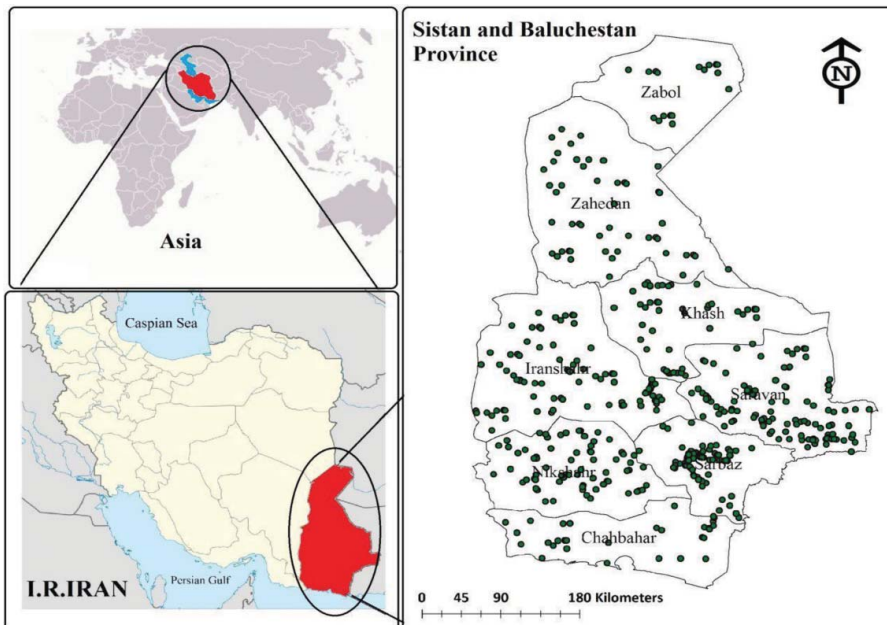 Asia
Caspian Sea
Persian Gulf
I.R.IRAN
Sistan and Baluchestan
Province
N
Zabol
Zahedan
Khash
Iranshahr
Saravan
Nikshahr
Sarbaz
Chahbahar
0 45 90 180 Kilometers